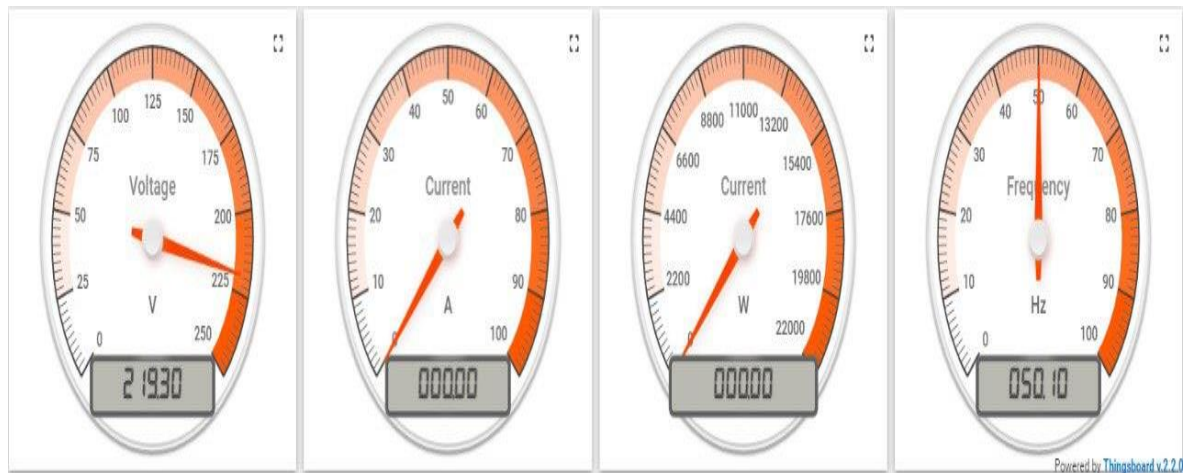 0 25 50 75 100 125 150 175 200 225 250
Voltage
V
219.30
0 10 20 30 40 50 60 70 80 90 100
Current
A
000.00
0 2200 4400 6600 8800 11000 13200 15400 17600 19800 22000
Current
W
000.00
0 10 20 30 40 50 60 70 80 90 100
Frequency
Hz
050.10
Powered by Thingsboard v.2.2.0